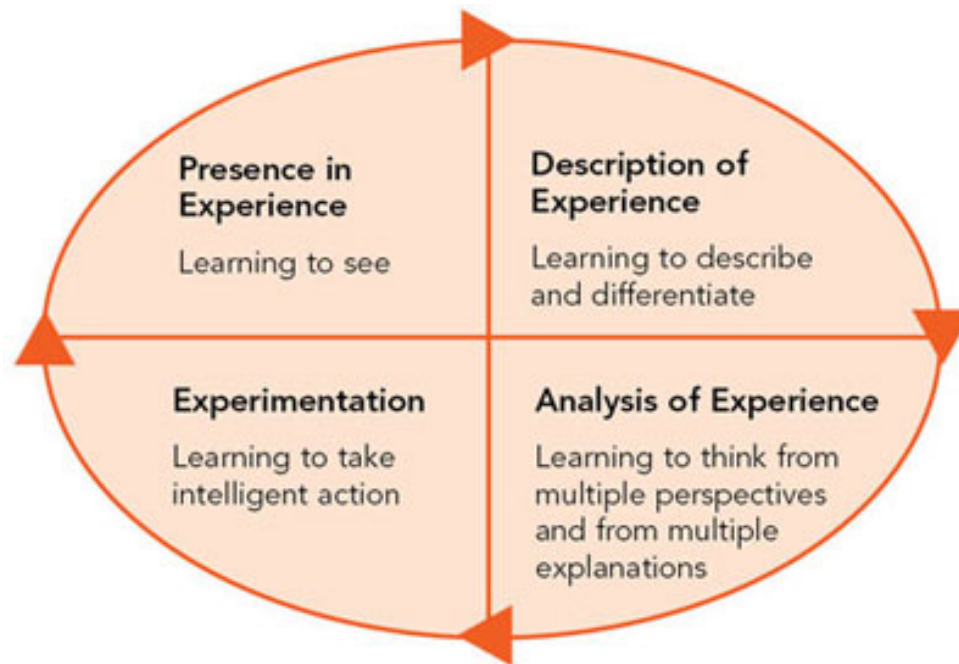 Presence in
Experience
Learning to see
Description of
Experience
Learning to describe
and differentiate
Experimentation
Learning to take
intelligent action
Analysis of Experience
Learning to think from
multiple perspectives
and from multiple
explanations